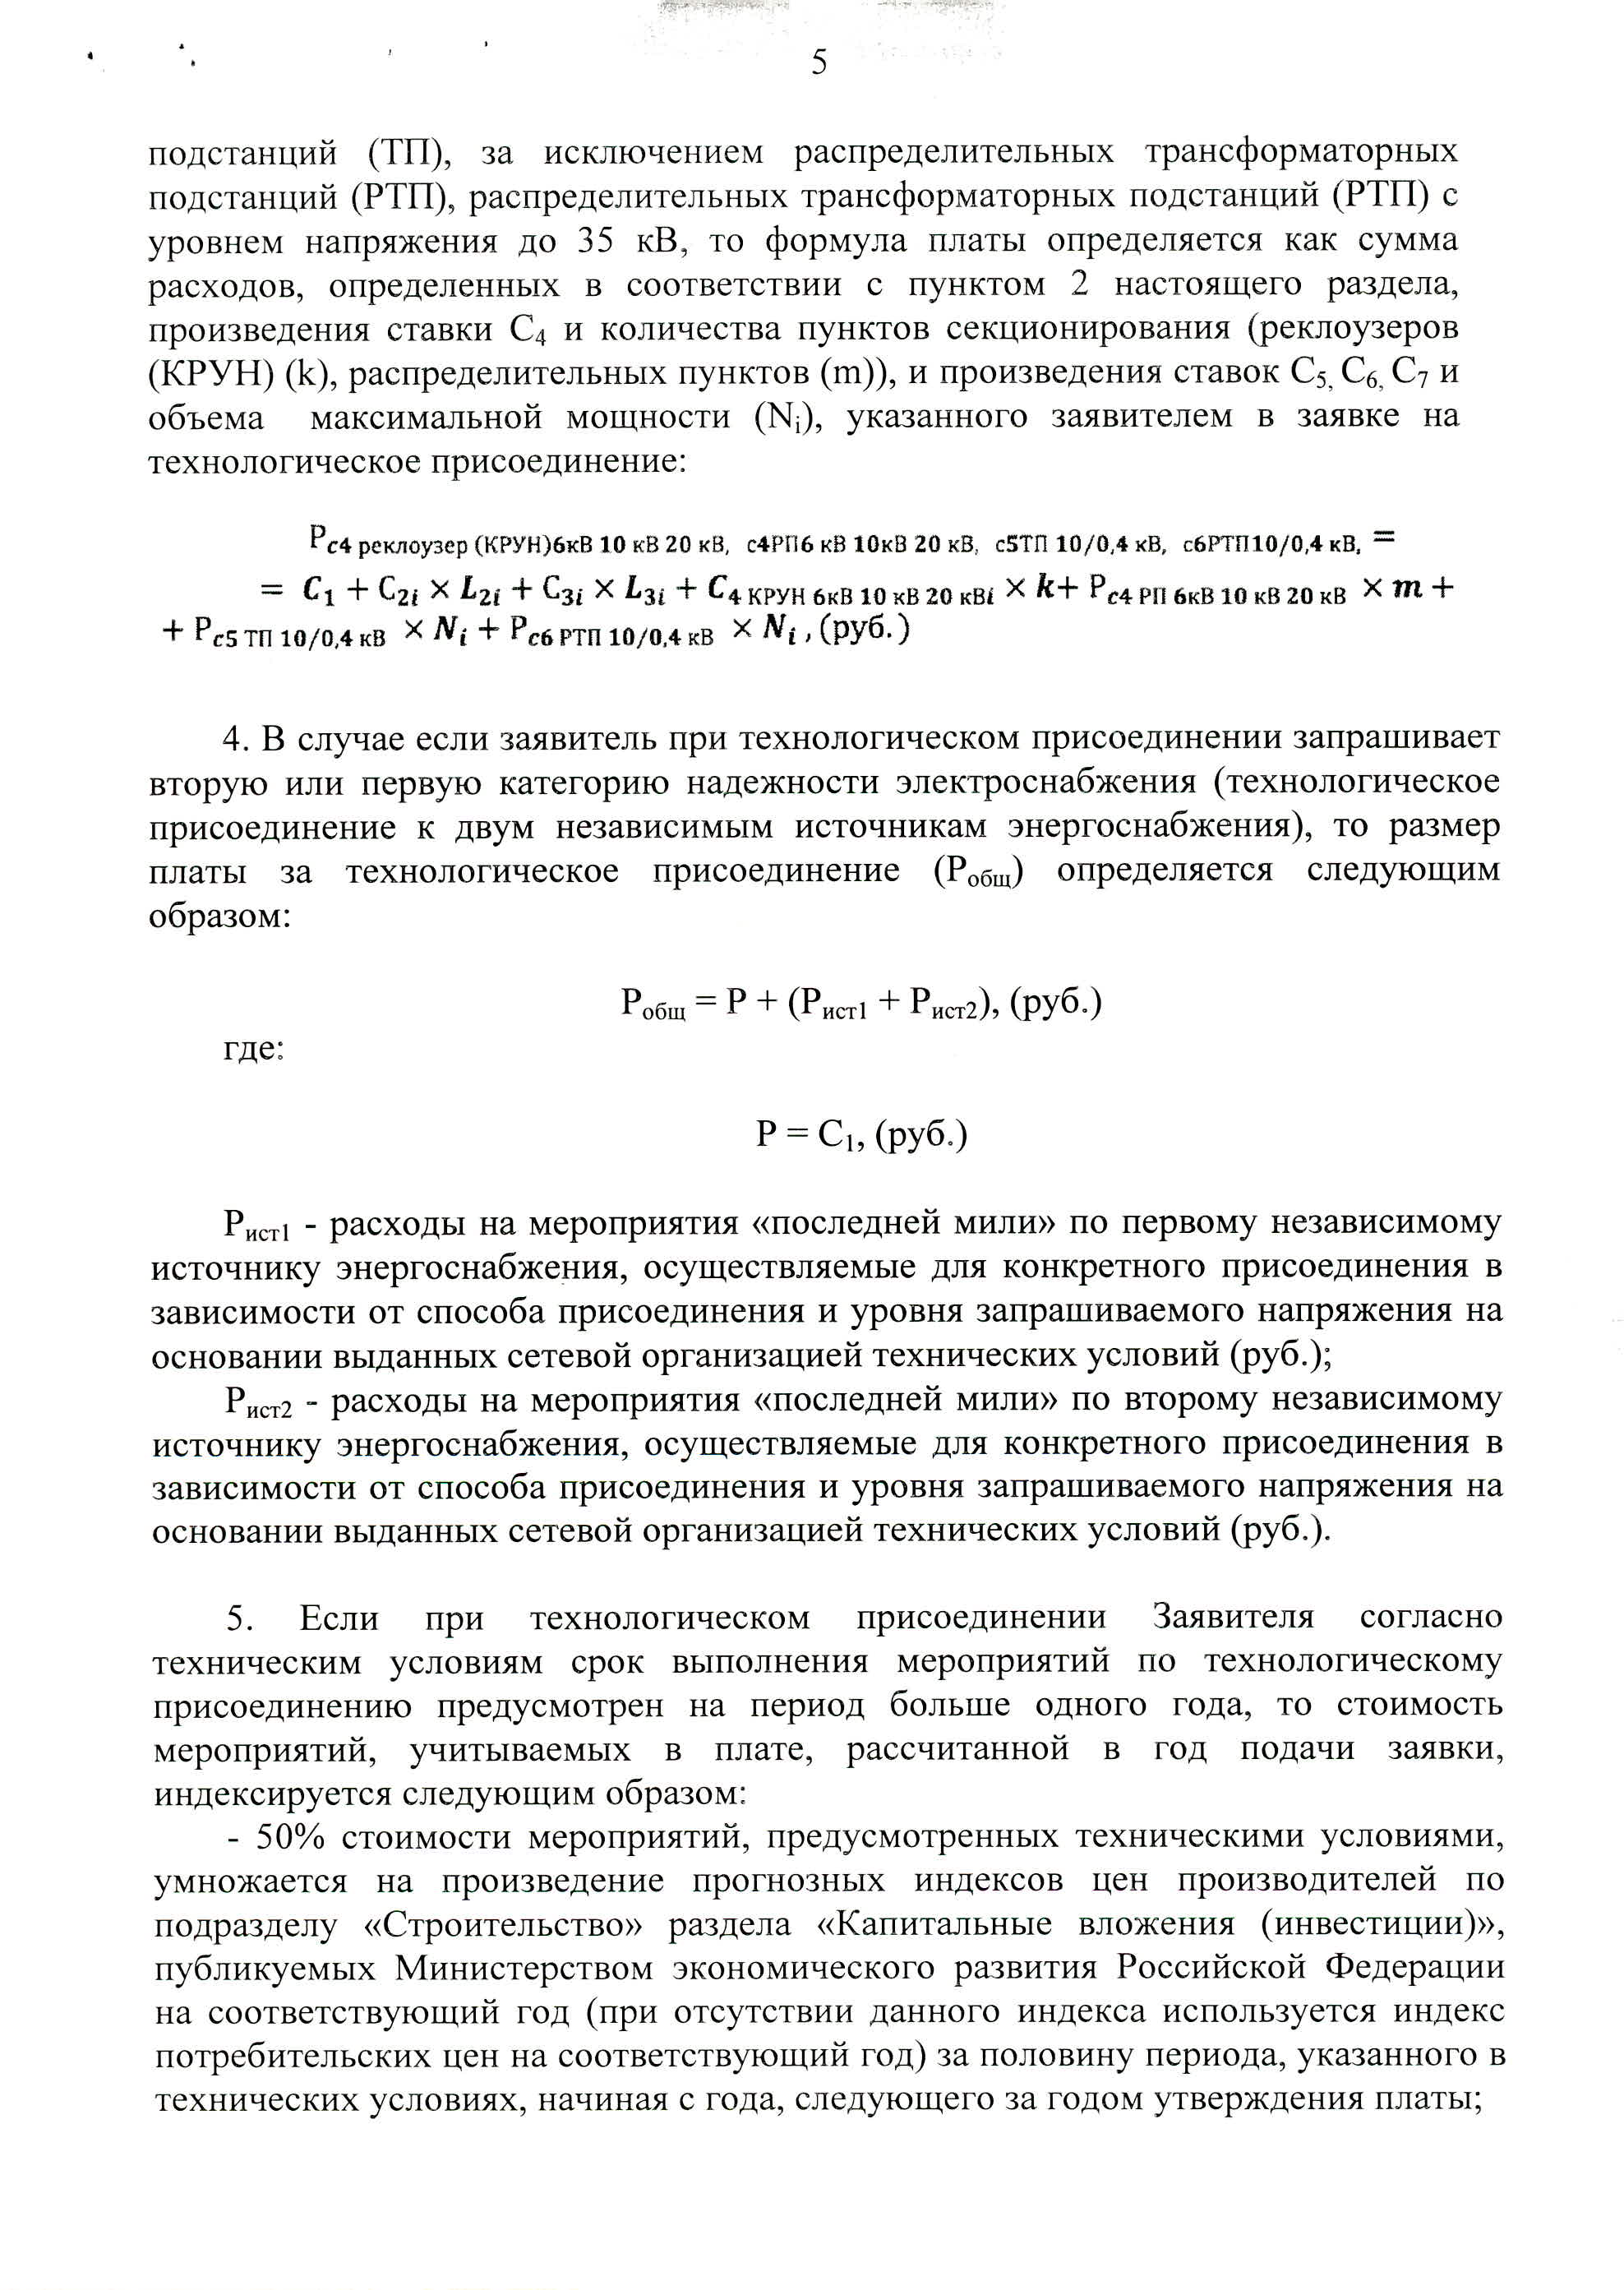 5
подстанций (ТП), за исключением распределительных трансформаторных
подстанций (РТП), распределительных трансформаторных подстанций (РТП) с
уровнем напряжения до 35 кВ, то формула платы определяется как сумма
расходов, определенных в соответствии с пунктом 2 настоящего раздела,
произведения ставки С₄ и количества пунктов секционирования (реклоузеров
(КРУН) (k), распределительных пунктов (m)), и произведения ставок С₅, С₆, С₇ и
объема максимальной мощности (Ni), указанного заявителем в заявке на
технологическое присоединение:
Рс4 реклоузер (КРУН)6кВ 10 кВ 20 кВ, с4РП6 кВ 10кВ 20 кВ, с5ТП 10/0,4 кВ, с6РТП10/0,4 кВ, =
= C₁ + C₂i × L₂i + C₃i × L₃i + C₄ КРУН 6кВ 10 кВ 20 кВi × k+ Рс4 РП 6кВ 10 кВ 20 кВ × m +
+ Рс5 ТП 10/0,4 кВ × Ni + Рс6 РТП 10/0,4 кВ × Ni , (руб.)
4. В случае если заявитель при технологическом присоединении запрашивает
вторую или первую категорию надежности электроснабжения (технологическое
присоединение к двум независимым источникам энергоснабжения), то размер
платы за технологическое присоединение (Робщ) определяется следующим
образом:
Робщ = Р + (Рист1 + Рист2), (руб.)
где:
Р = С₁, (руб.)
Рист1 - расходы на мероприятия «последней мили» по первому независимому
источнику энергоснабжения, осуществляемые для конкретного присоединения в
зависимости от способа присоединения и уровня запрашиваемого напряжения на
основании выданных сетевой организацией технических условий (руб.);
Рист2 - расходы на мероприятия «последней мили» по второму независимому
источнику энергоснабжения, осуществляемые для конкретного присоединения в
зависимости от способа присоединения и уровня запрашиваемого напряжения на
основании выданных сетевой организацией технических условий (руб.).
5. Если при технологическом присоединении Заявителя согласно
техническим условиям срок выполнения мероприятий по технологическому
присоединению предусмотрен на период больше одного года, то стоимость
мероприятий, учитываемых в плате, рассчитанной в год подачи заявки,
индексируется следующим образом:
- 50% стоимости мероприятий, предусмотренных техническими условиями,
умножается на произведение прогнозных индексов цен производителей по
подразделу «Строительство» раздела «Капитальные вложения (инвестиции)»,
публикуемых Министерством экономического развития Российской Федерации
на соответствующий год (при отсутствии данного индекса используется индекс
потребительских цен на соответствующий год) за половину периода, указанного в
технических условиях, начиная с года, следующего за годом утверждения платы;